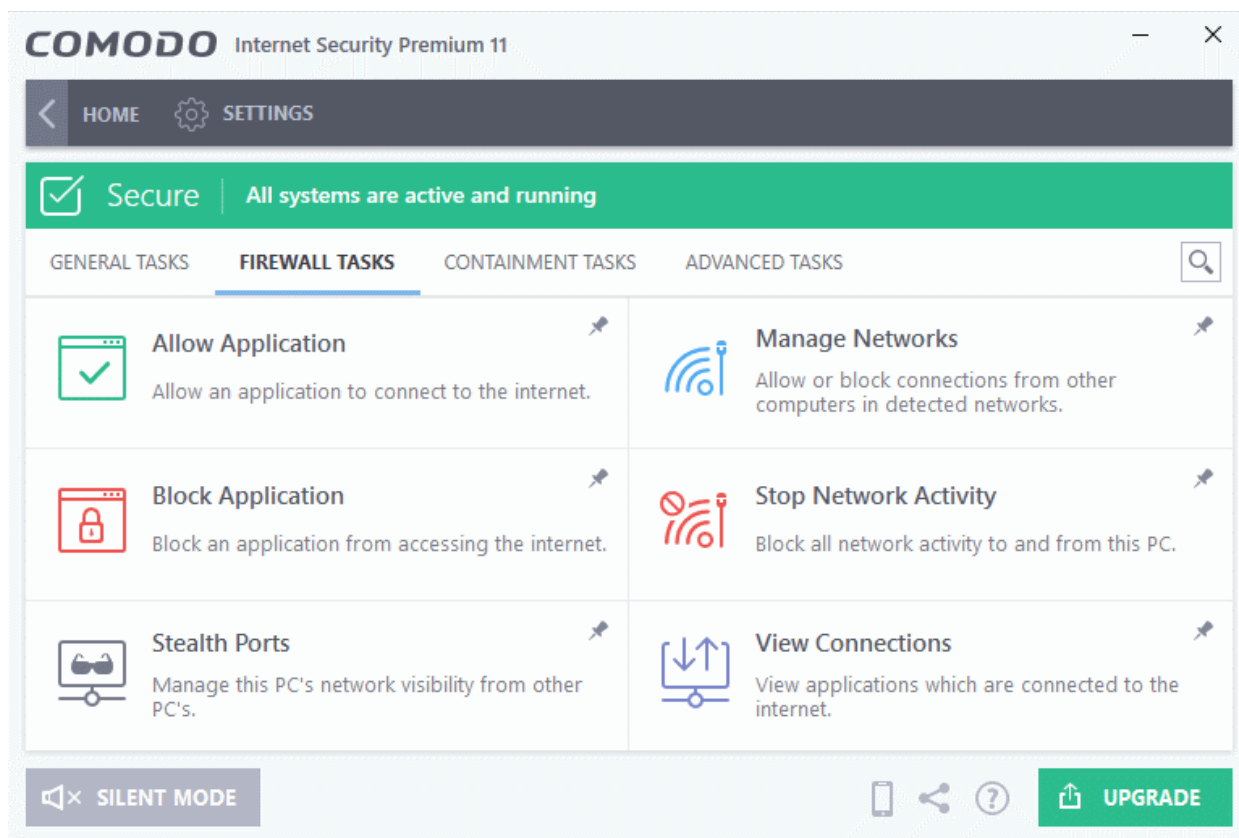 COMODO Internet Security Premium 11
HOME SETTINGS
Secure All systems are active and running
GENERAL TASKS FIREWALL TASKS CONTAINMENT TASKS ADVANCED TASKS
Allow Application
Allow an application to connect to the internet.
Manage Networks
Allow or block connections from other
computers in detected networks.
Block Application
Block an application from accessing the internet.
Stop Network Activity
Block all network activity to and from this PC.
Stealth Ports
Manage this PC's network visibility from other
PC's.
View Connections
View applications which are connected to the
internet.
SILENT MODE
?
UPGRADE